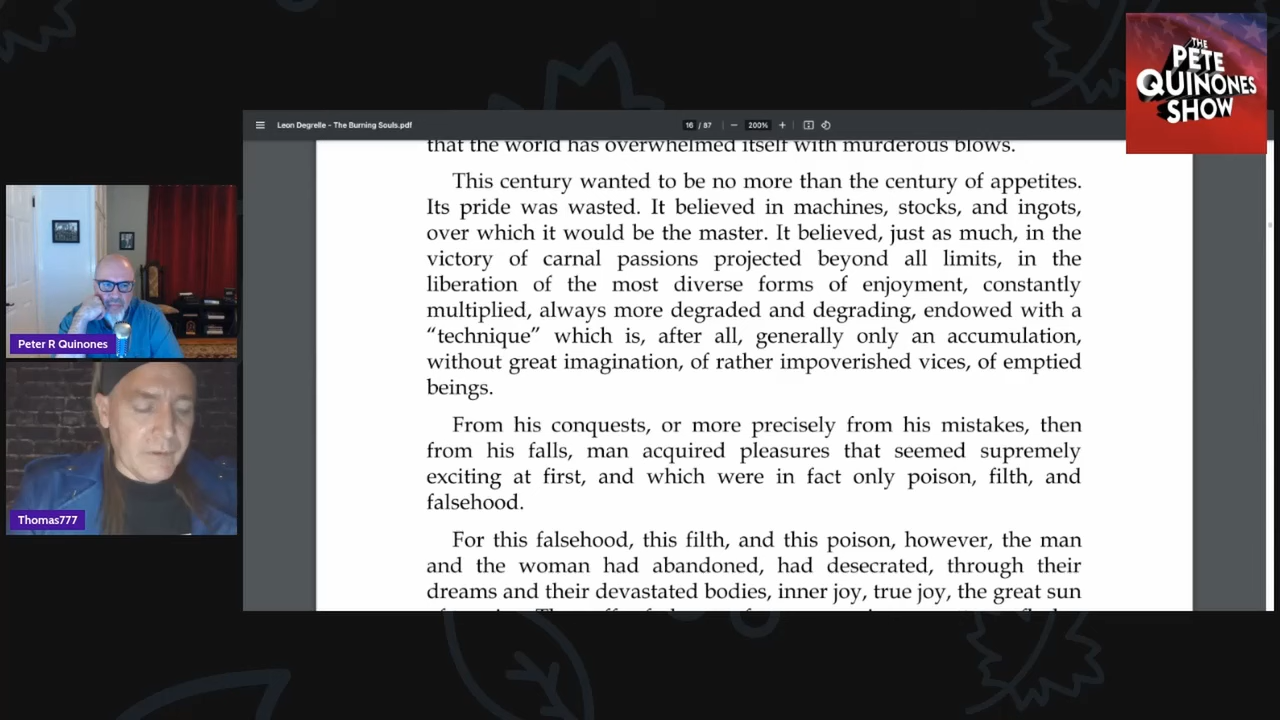 THE
PETE
QUINONES
SHOW
Leon Degrelle - The Burning Souls.pdf
16 / 87
200%
that the world has overwhelmed itself with murderous blows.
This century wanted to be no more than the century of appetites.
Its pride was wasted. It believed in machines, stocks, and ingots,
over which it would be the master. It believed, just as much, in the
victory of carnal passions projected beyond all limits, in the
liberation of the most diverse forms of enjoyment, constantly
multiplied, always more degraded and degrading, endowed with a
“technique” which is, after all, generally only an accumulation,
without great imagination, of rather impoverished vices, of emptied
beings.
From his conquests, or more precisely from his mistakes, then
from his falls, man acquired pleasures that seemed supremely
exciting at first, and which were in fact only poison, filth, and
falsehood.
For this falsehood, this filth, and this poison, however, the man
and the woman had abandoned, had desecrated, through their
dreams and their devastated bodies, inner joy, true joy, the great sun
Peter R Quinones
Thomas777